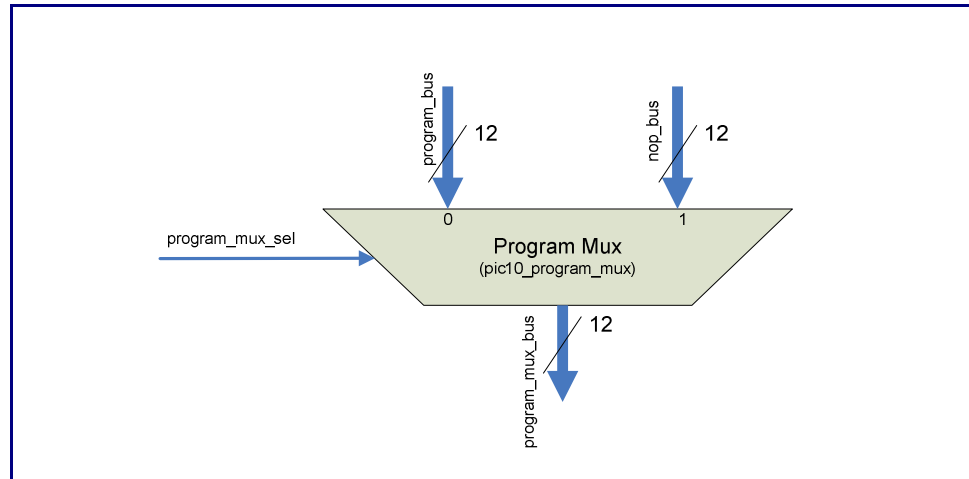 program_bus
12
nop_bus
12
0
1
program_mux_sel
Program Mux
(pic10_program_mux)
program_mux_bus
12